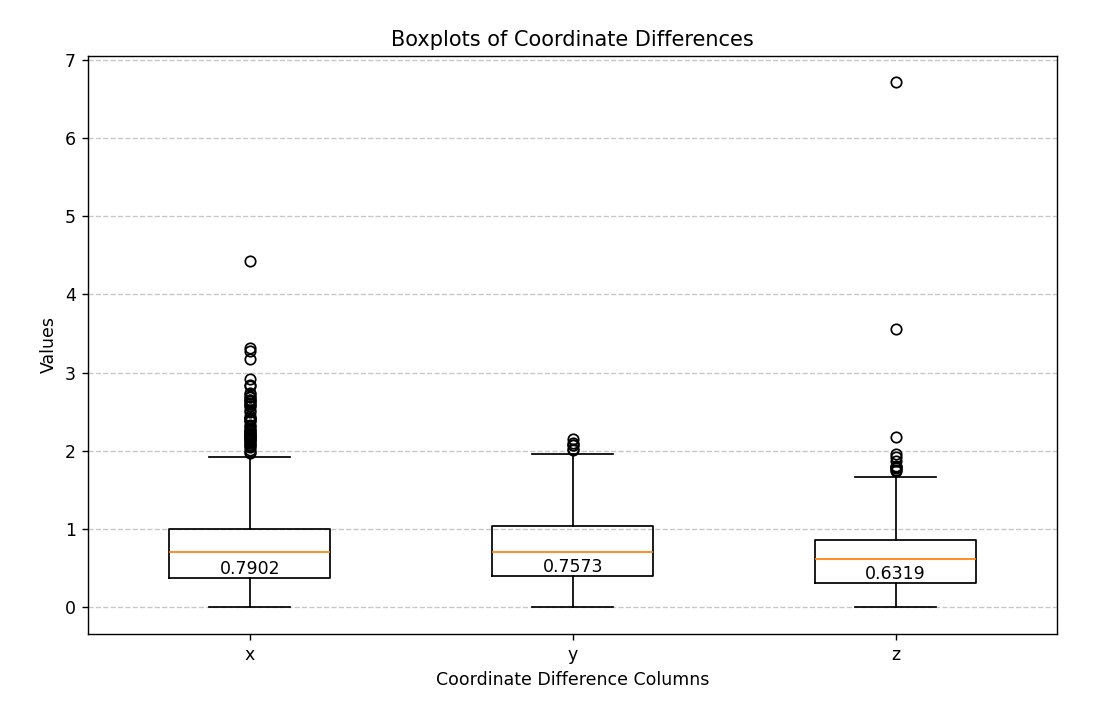 Boxplots of Coordinate Differences
7
6
5
4
3
2
1
0
Values
0.7902
0.7573
0.6319
x
y
z
Coordinate Difference Columns